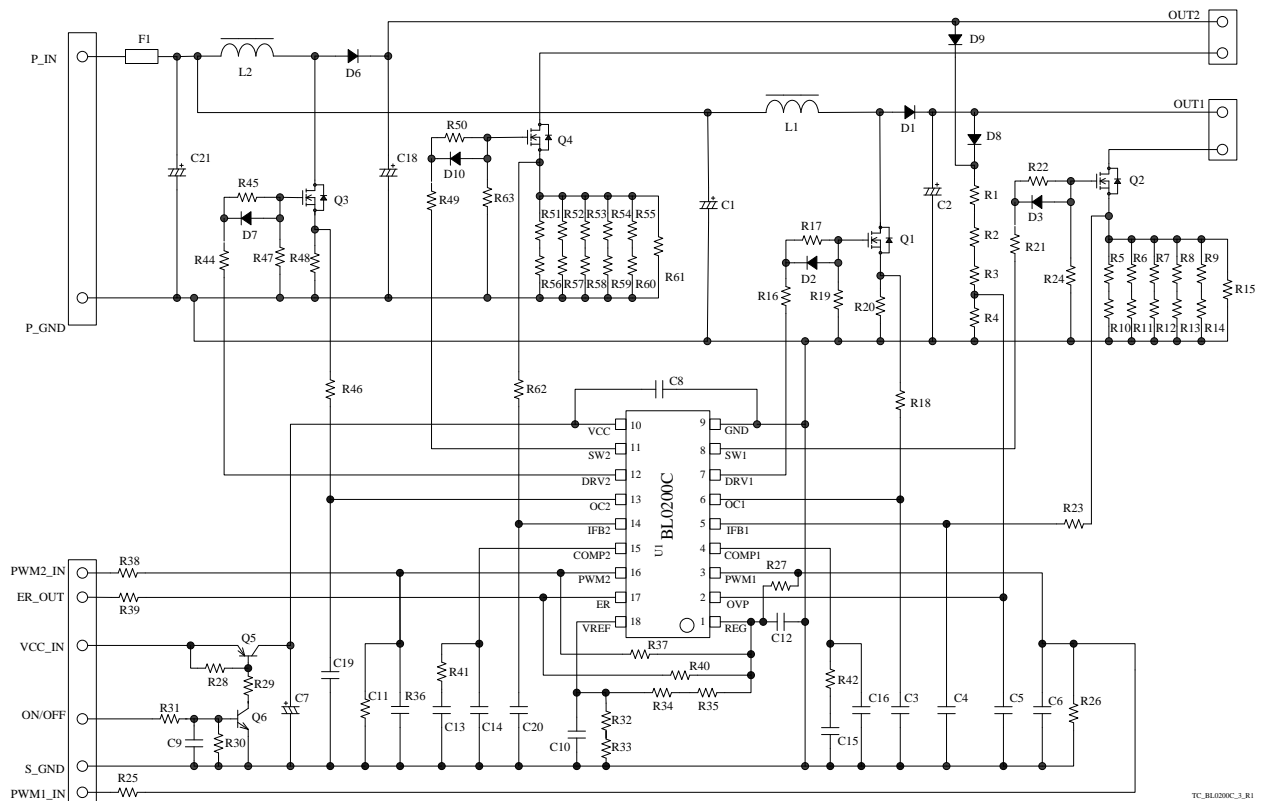 OUT2
F1
D9
P_IN
L2
D6
OUT1
L1
D1
R50
Q4
D8
C21
D10
C18
R22
R45
Q3
R49
R63
R1
Q2
D7
R51 R52 R53 R54 R55
C1
C2
D3
R17
Q1
R2
R44
R47
R48
R21
R5 R6 R7 R8 R9
D2
R61
R3
R24
R56 R57 R58 R59 R60
R16
R19
R20
R15
R4
P_GND
R10 R11 R12 R13 R14
C8
R46
R62
R18
10 9
VCC GND
11 8
SW2 SW1
12 7
DRV2 DRV1
13 6
OC2 OC1
U1
BL0200C
R23
14 5
IFB2 IFB1
15 4
COMP2 COMP1
R38
R27
PWM2_IN
16 3
PWM2 PWM1
ER_OUT
17 2
R39
ER OVP
18 1
VREF REG
C12
Q5
VCC_IN
R37
R28
R29
C19
R41
R40
R42
C7
C11
R36
R34
R35
C16
C3
C4
C5
C6
R26
ON/OFF
R31
Q6
C13
C14
C20
R32
C9
R30
C10
R33
C15
S_GND
R25
PWM1_IN
TC_BL0200C_3_R1